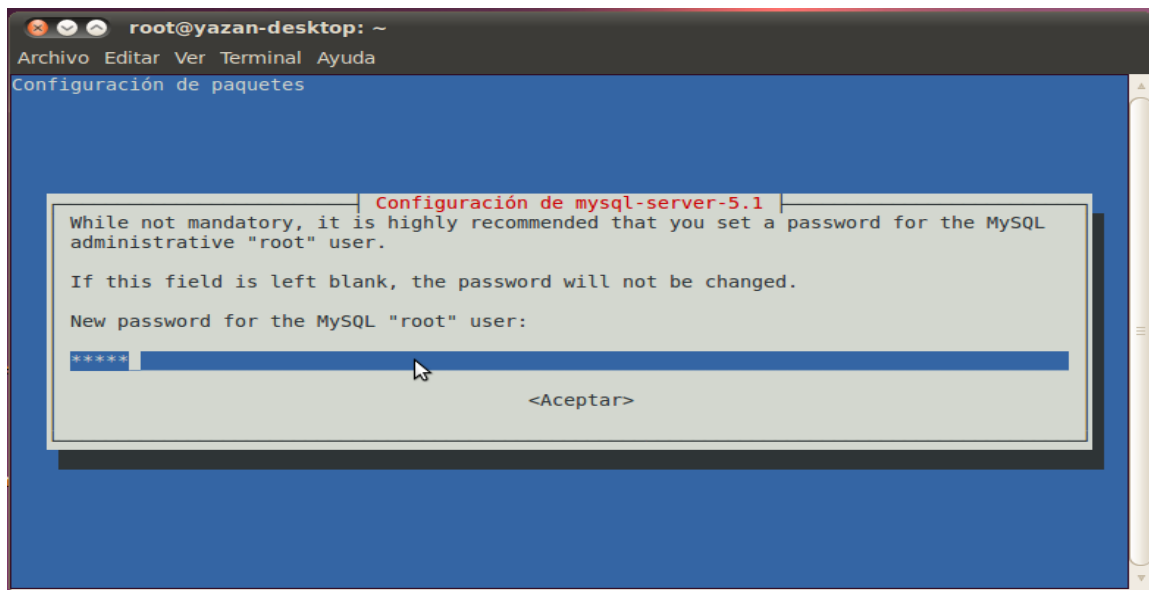 root@yazan-desktop: ~
Archivo Editar Ver Terminal Ayuda
Configuración de paquetes
Configuración de mysql-server-5.1
While not mandatory, it is highly recommended that you set a password for the MySQL
administrative "root" user.
If this field is left blank, the password will not be changed.
New password for the MySQL "root" user:
*****
<Aceptar>